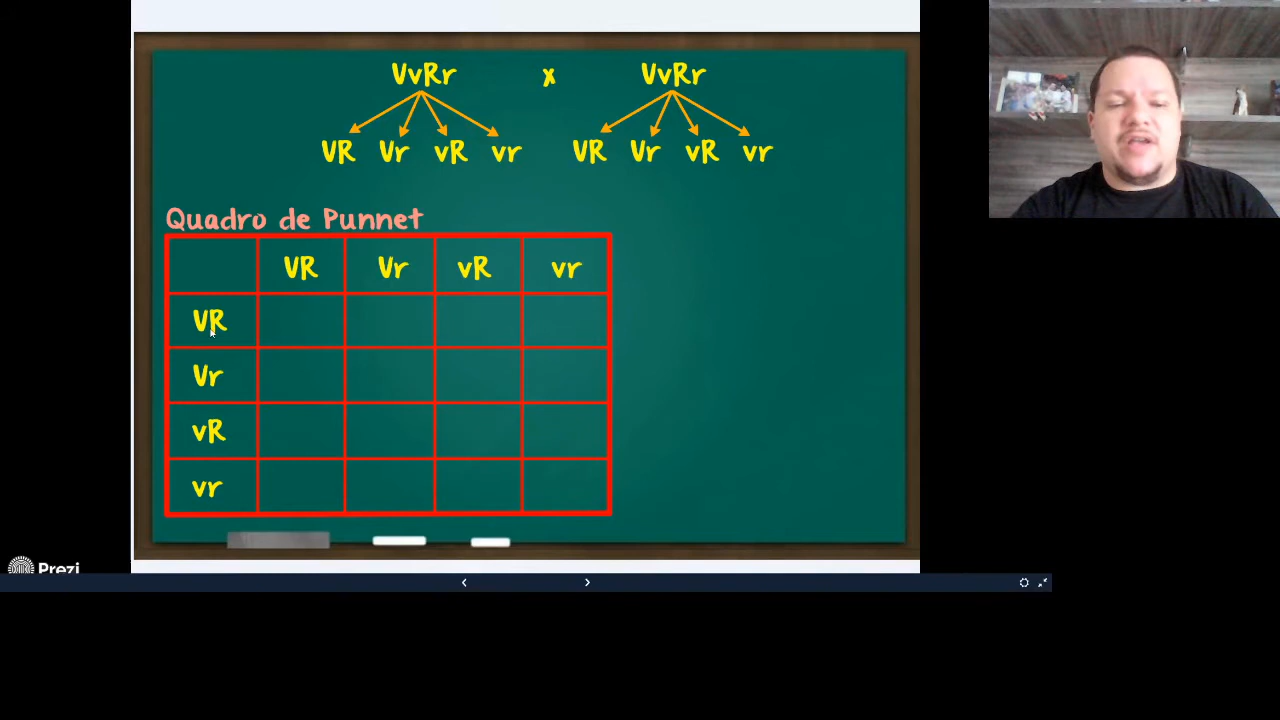 VvRr x VvRr
VR Vr vR vr VR Vr vR vr
Quadro de Punnet
VR Vr vR vr
VR
Vr
vR
vr
Prezi